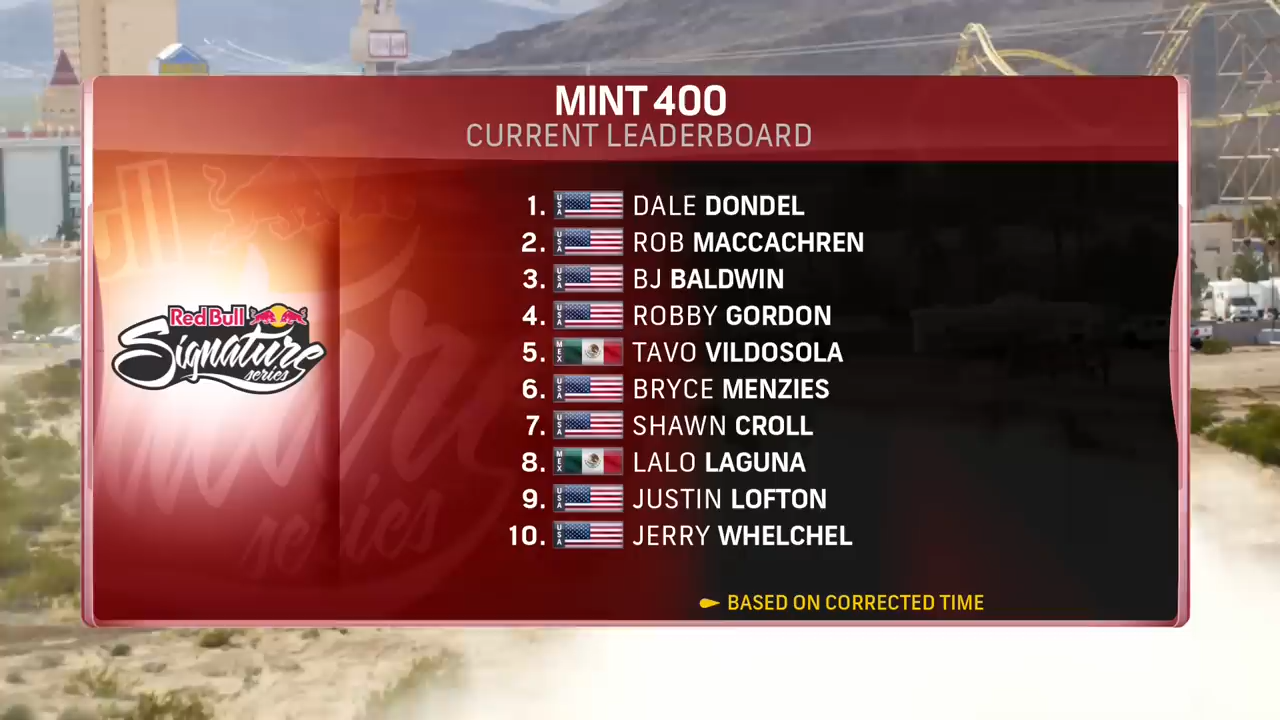 MINT 400
CURRENT LEADERBOARD
1. USA DALE DONDEL
2. USA ROB MACCACHREN
3. USA BJ BALDWIN
4. USA ROBBY GORDON
5. MEX TAVO VILDOSOLA
6. USA BRYCE MENZIES
7. USA SHAWN CROLL
8. MEX LALO LAGUNA
9. USA JUSTIN LOFTON
10. USA JERRY WHELCHEL
BASED ON CORRECTED TIME
Red Bull
Signature
series